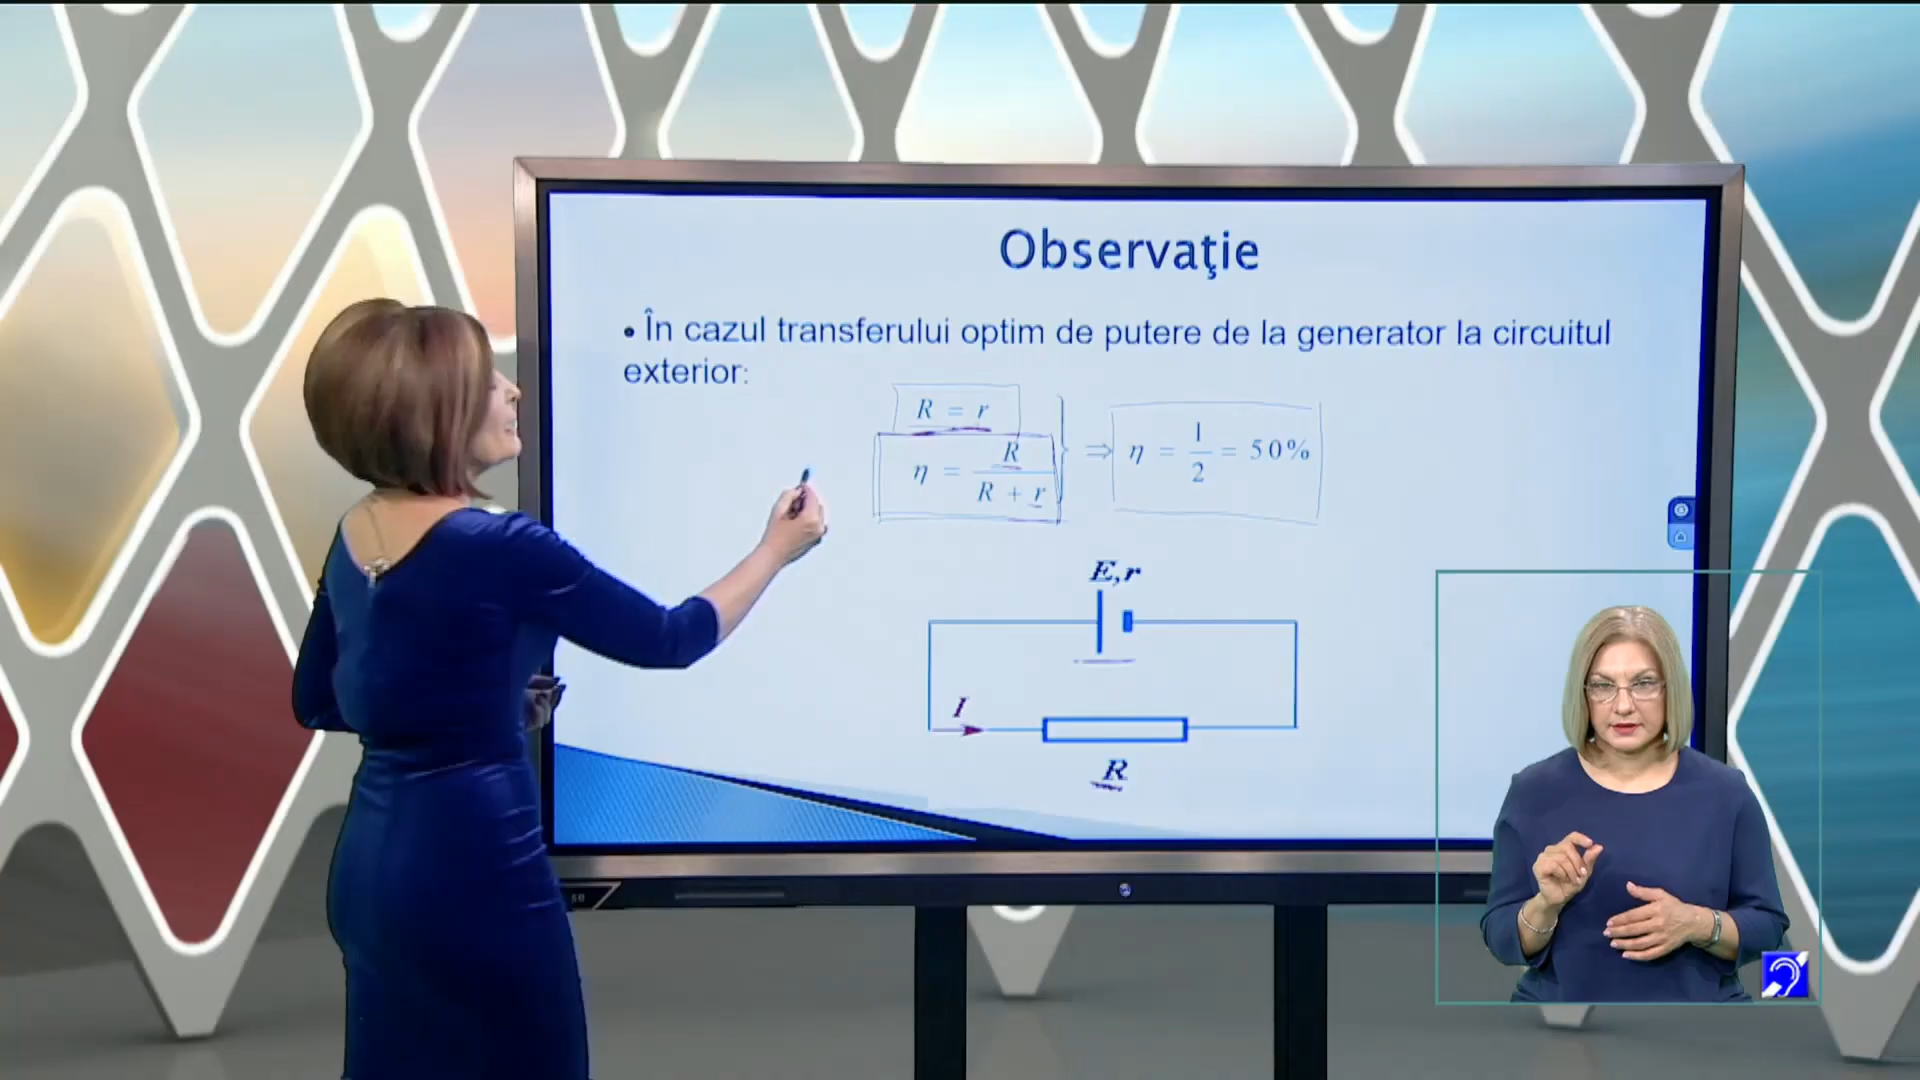 Observaţie
• În cazul transferului optim de putere de la generator la circuitul
exterior:
R = r
η = R / (R + r) ⇒ η = 1/2 = 50%
E,r
I
R